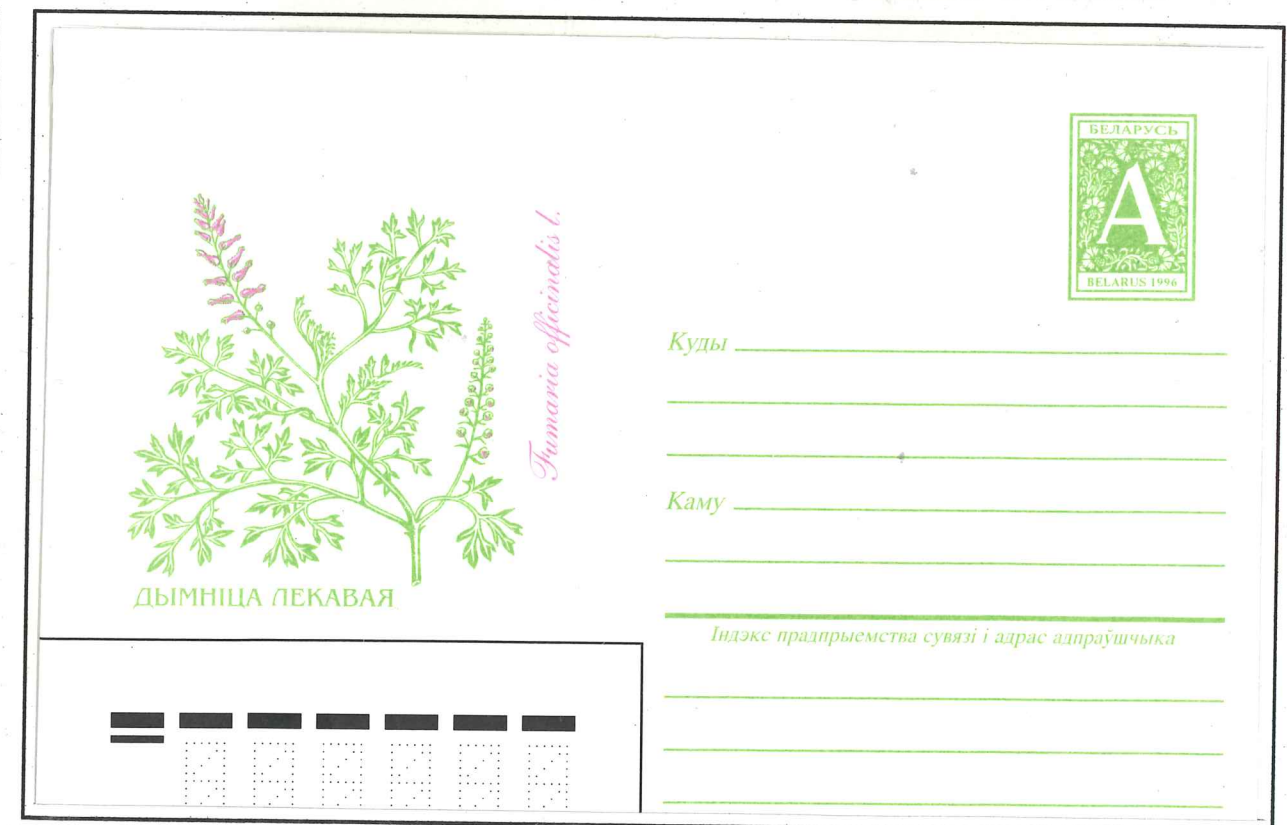 БЕЛАРУСЬ
А
BELARUS 1996
Fumaria officinalis l.
ДЫМНІЦА ЛЕКАВАЯ
Куды
Каму
Індэкс прадпрыемства сувязі і адрас адпраўшчыка